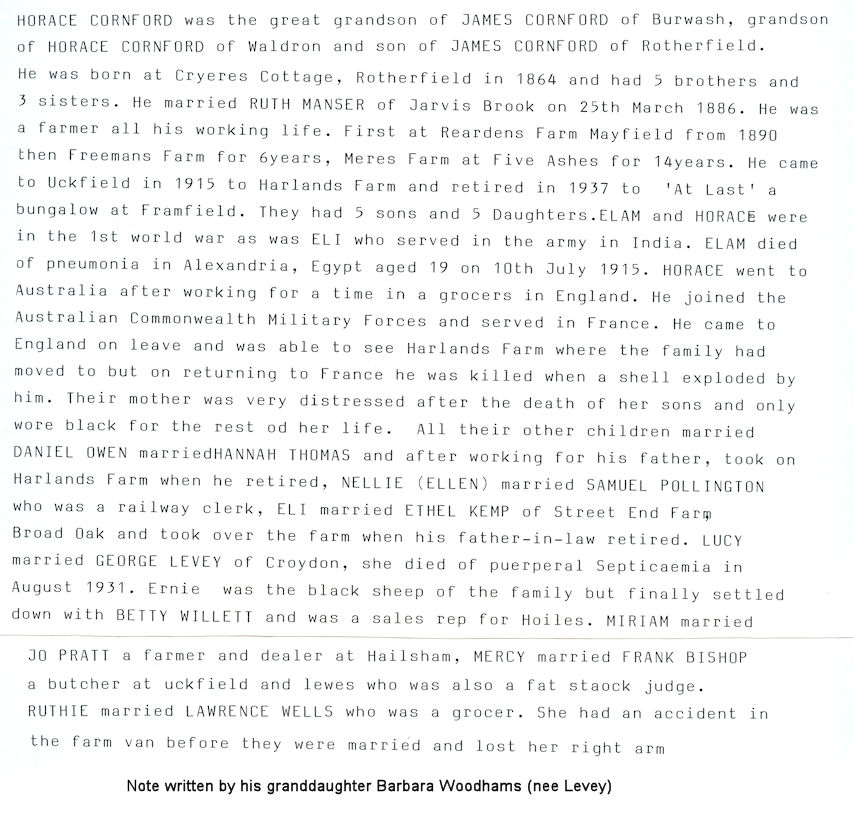 HORACE CORNFORD was the great grandson of JAMES CORNFORD of Burwash, grandson
of HORACE CORNFORD of Waldron and son of JAMES CORNFORD of Rotherfield.
He was born at Cryeres Cottage, Rotherfield in 1864 and had 5 brothers and
3 sisters. He married RUTH MANSER of Jarvis Brook on 25th March 1886. He was
a farmer all his working life. First at Reardens Farm Mayfield from 1890
then Freemans Farm for 6years, Meres Farm at Five Ashes for 14years. He came
to Uckfield in 1915 to Harlands Farm and retired in 1937 to 'At Last' a
bungalow at Framfield. They had 5 sons and 5 Daughters.ELAM and HORACE were
in the 1st world war as was ELI who served in the army in India. ELAM died
of pneumonia in Alexandria, Egypt aged 19 on 10th July 1915. HORACE went to
Australia after working for a time in a grocers in England. He joined the
Australian Commonwealth Military Forces and served in France. He came to
England on leave and was able to see Harlands Farm where the family had
moved to but on returning to France he was killed when a shell exploded by
him. Their mother was very distressed after the death of her sons and only
wore black for the rest od her life. All their other children married
DANIEL OWEN marriedHANNAH THOMAS and after working for his father, took on
Harlands Farm when he retired, NELLIE (ELLEN) married SAMUEL POLLINGTON
who was a railway clerk, ELI married ETHEL KEMP of Street End Farm
Broad Oak and took over the farm when his father-in-law retired. LUCY
married GEORGE LEVEY of Croydon, she died of puerperal Septicaemia in
August 1931. Ernie was the black sheep of the family but finally settled
down with BETTY WILLETT and was a sales rep for Hoiles. MIRIAM married
JO PRATT a farmer and dealer at Hailsham, MERCY married FRANK BISHOP
a butcher at uckfield and lewes who was also a fat staock judge.
RUTHIE married LAWRENCE WELLS who was a grocer. She had an accident in
the farm van before they were married and lost her right arm
Note written by his granddaughter Barbara Woodhams (nee Levey)